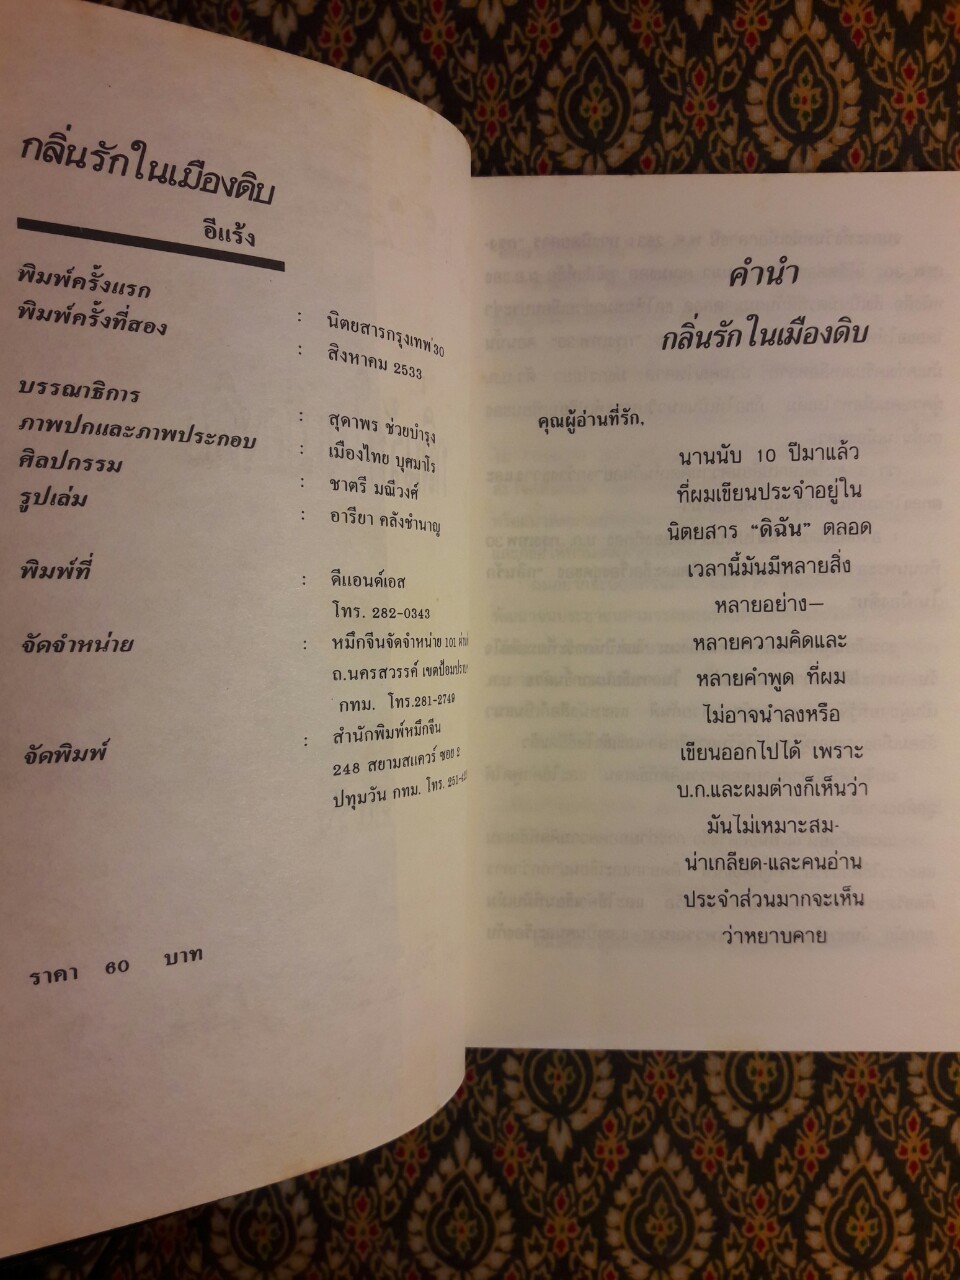 กลิ่นรักในเมืองดิบ
อีแร้ง
พิมพ์ครั้งแรก : นิตยสารกรุงเทพ'30
พิมพ์ครั้งที่สอง : สิงหาคม 2533
บรรณาธิการ : สุดาพร ช่วยบำรุง
ภาพปกและภาพประกอบ : เมืองไทย บุศมาโร
ศิลปกรรม : ชาตรี มณีวงศ์
รูปเล่ม : อารียา คลังชำนาญ
พิมพ์ที่ : ดีแอนด์เอส
โทร. 282-0343
จัดจำหน่าย : หมึกจีนจัดจำหน่าย 101
ถ.นครสวรรค์
กทม. โทร.281-2749
จัดพิมพ์ : สำนักพิมพ์หมึกจีน
248 สยามสแควร์ ซอย 2
ปทุมวัน กทม. โทร.
ราคา 60 บาท
คำนำ
กลิ่นรักในเมืองดิบ
คุณผู้อ่านที่รัก,
นานนับ 10 ปีมาแล้ว
ที่ผมเขียนประจำอยู่ใน
นิตยสาร “ดิฉัน” ตลอด
เวลานี้มันมีหลายสิ่ง
หลายอย่าง—
หลายความคิดและ
หลายคำพูด ที่ผม
ไม่อาจนำลงหรือ
เขียนออกไปได้ เพราะ
บ.ก.และผมต่างก็เห็นว่า
มันไม่เหมาะสม-
น่าเกลียด-และคนอ่าน
ประจำส่วนมากจะเห็น
ว่าหยาบคาย